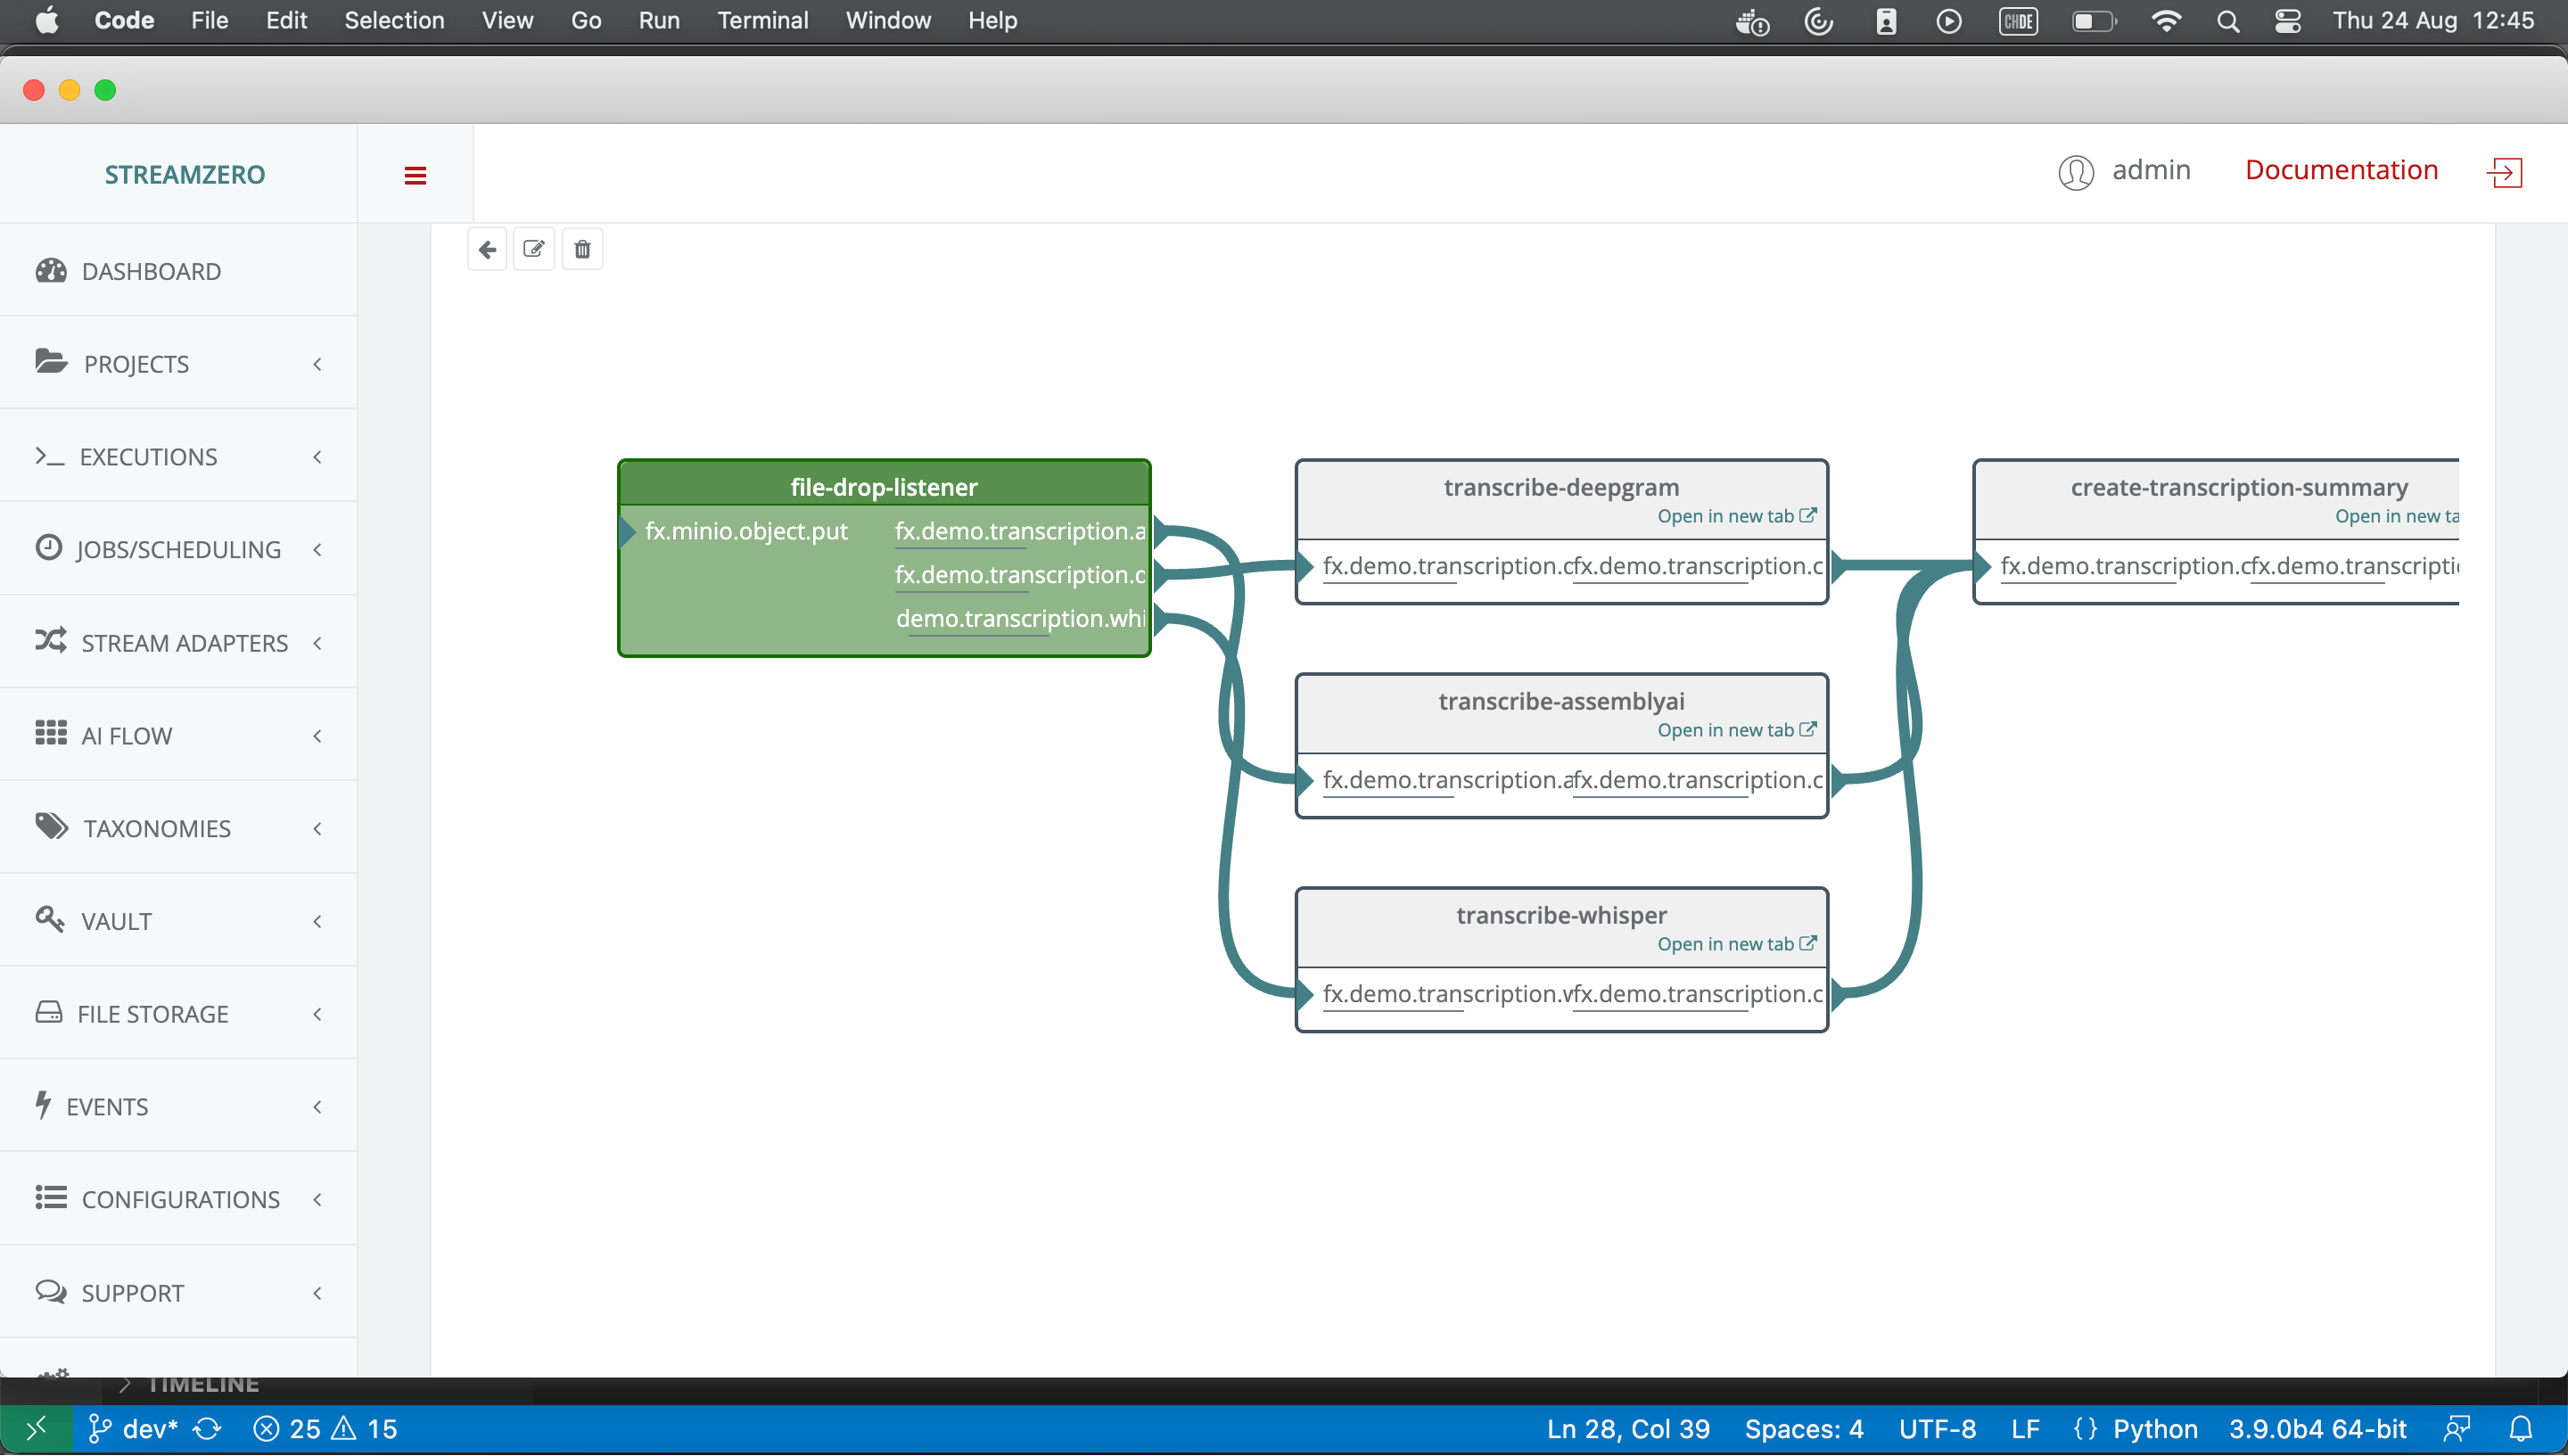 Code File Edit Selection View Go Run Terminal Window Help CHDE Thu 24 Aug 12:45
STREAMZERO
admin Documentation
DASHBOARD
PROJECTS
EXECUTIONS
JOBS/SCHEDULING
STREAM ADAPTERS
AI FLOW
TAXONOMIES
VAULT
FILE STORAGE
EVENTS
CONFIGURATIONS
SUPPORT
file-drop-listener
fx.minio.object.put fx.demo.transcription.a
fx.demo.transcription.d
demo.transcription.whi
transcribe-deepgram
Open in new tab
fx.demo.transcription. fx.demo.transcription.c
transcribe-assemblyai
Open in new tab
fx.demo.transcription.a fx.demo.transcription.c
transcribe-whisper
Open in new tab
fx.demo.transcription. fx.demo.transcription.c
create-transcription-summary
Open in new ta
fx.demo.transcription.c fx.demo.transcripti
TIMELINE
dev* 25 15 Ln 28, Col 39 Spaces: 4 UTF-8 LF {} Python 3.9.0b4 64-bit